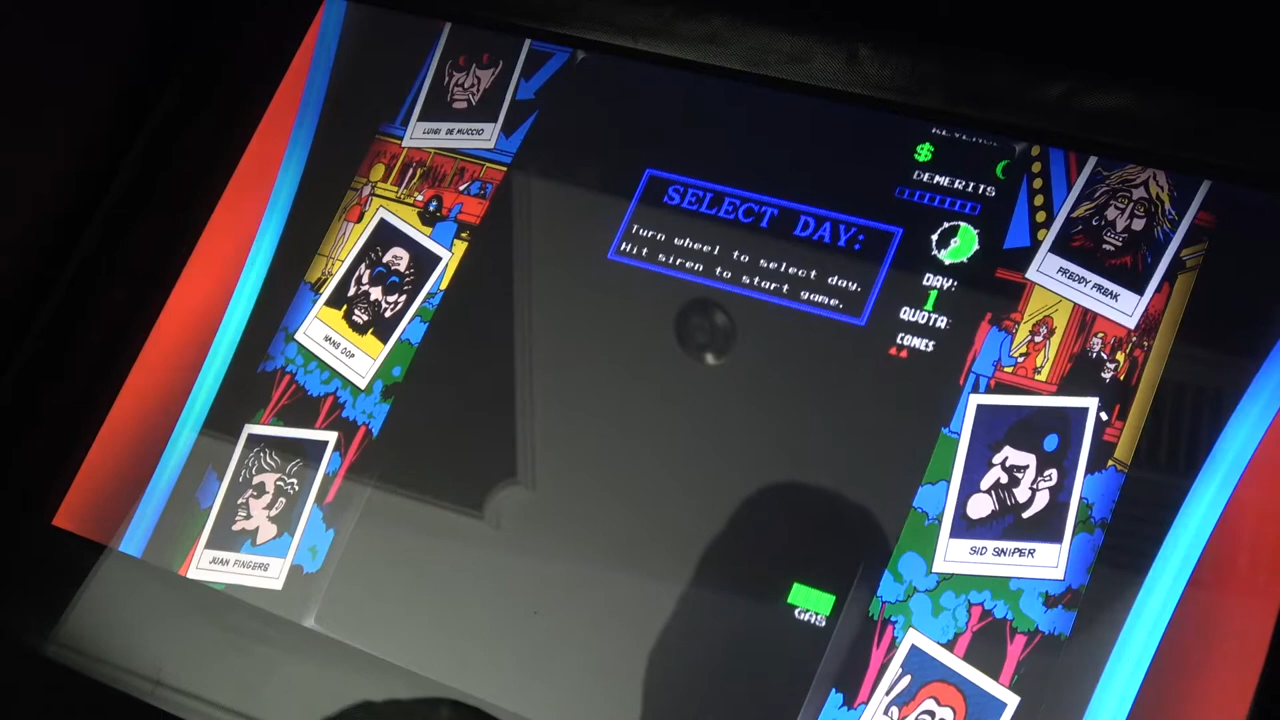 LUIGI DE MUCCIO
HANS OOP
JUAN FINGERS
SELECT DAY:
Turn wheel to select day.
Hit siren to start game.
$
DEMERITS
DAY:
1
QUOTA:
CONES
GAS
FREDDY FREAK
SID SNIPER